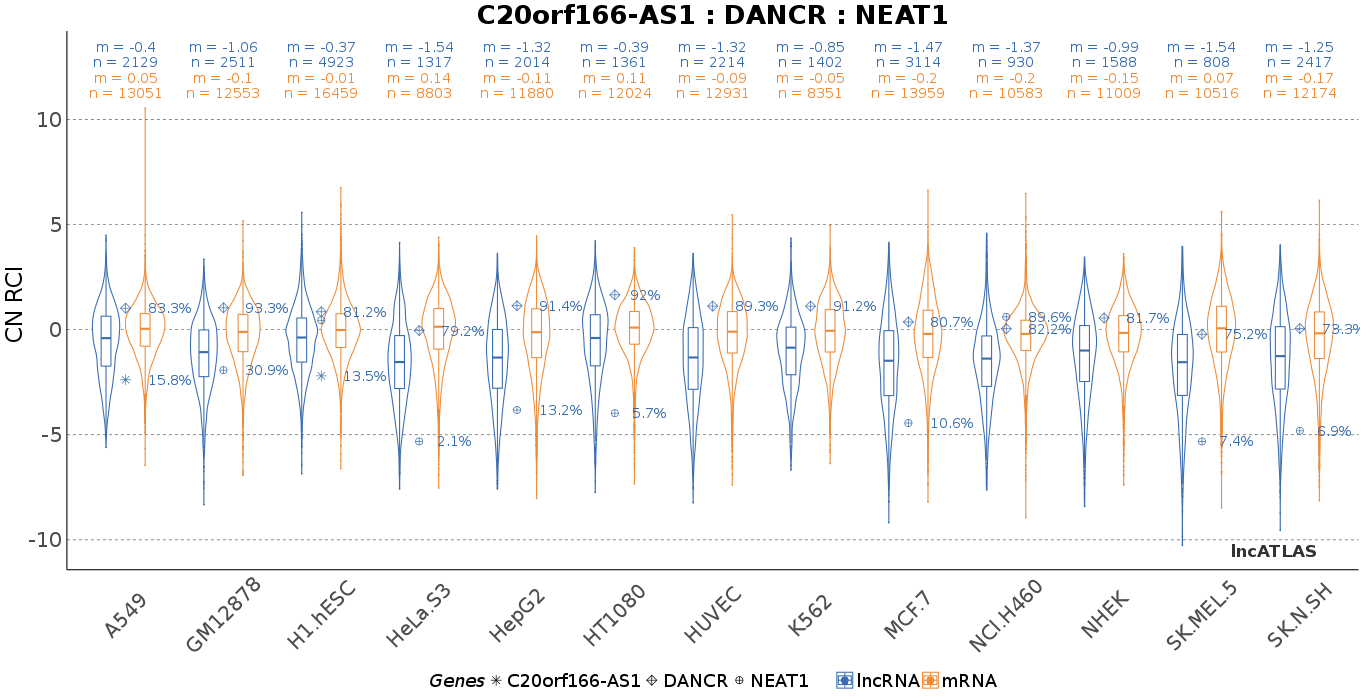 C20orf166-AS1 : DANCR : NEAT1
m = -0.4 m = -1.06 m = -0.37 m = -1.54 m = -1.32 m = -0.39 m = -1.32 m = -0.85 m = -1.47 m = -1.37 m = -0.99 m = -1.54 m = -1.25
n = 2129 n = 2511 n = 4923 n = 1317 n = 2014 n = 1361 n = 2214 n = 1402 n = 3114 n = 930 n = 1588 n = 808 n = 2417
m = 0.05 m = -0.1 m = -0.01 m = 0.14 m = -0.11 m = 0.11 m = -0.09 m = -0.05 m = -0.2 m = -0.2 m = -0.15 m = 0.07 m = -0.17
n = 13051 n = 12553 n = 16459 n = 8803 n = 11880 n = 12024 n = 12931 n = 8351 n = 13959 n = 10583 n = 11009 n = 10516 n = 12174
10
5
0
-5
-10
CN RCI
83.3% 93.3% 81.2% 79.2% 91.4% 92% 89.3% 91.2% 80.7% 89.6% 81.7% 75.2% 73.3%
82.2%
15.8% 30.9% 13.5% 2.1% 13.2% 5.7% 10.6% 7.4% 6.9%
lncATLAS
A549 GM12878 H1.hESC HeLa.S3 HepG2 HT1080 HUVEC K562 MCF.7 NCI.H460 NHEK SK.MEL.5 SK.N.SH
Genes C20orf166-AS1 DANCR NEAT1 lncRNA mRNA